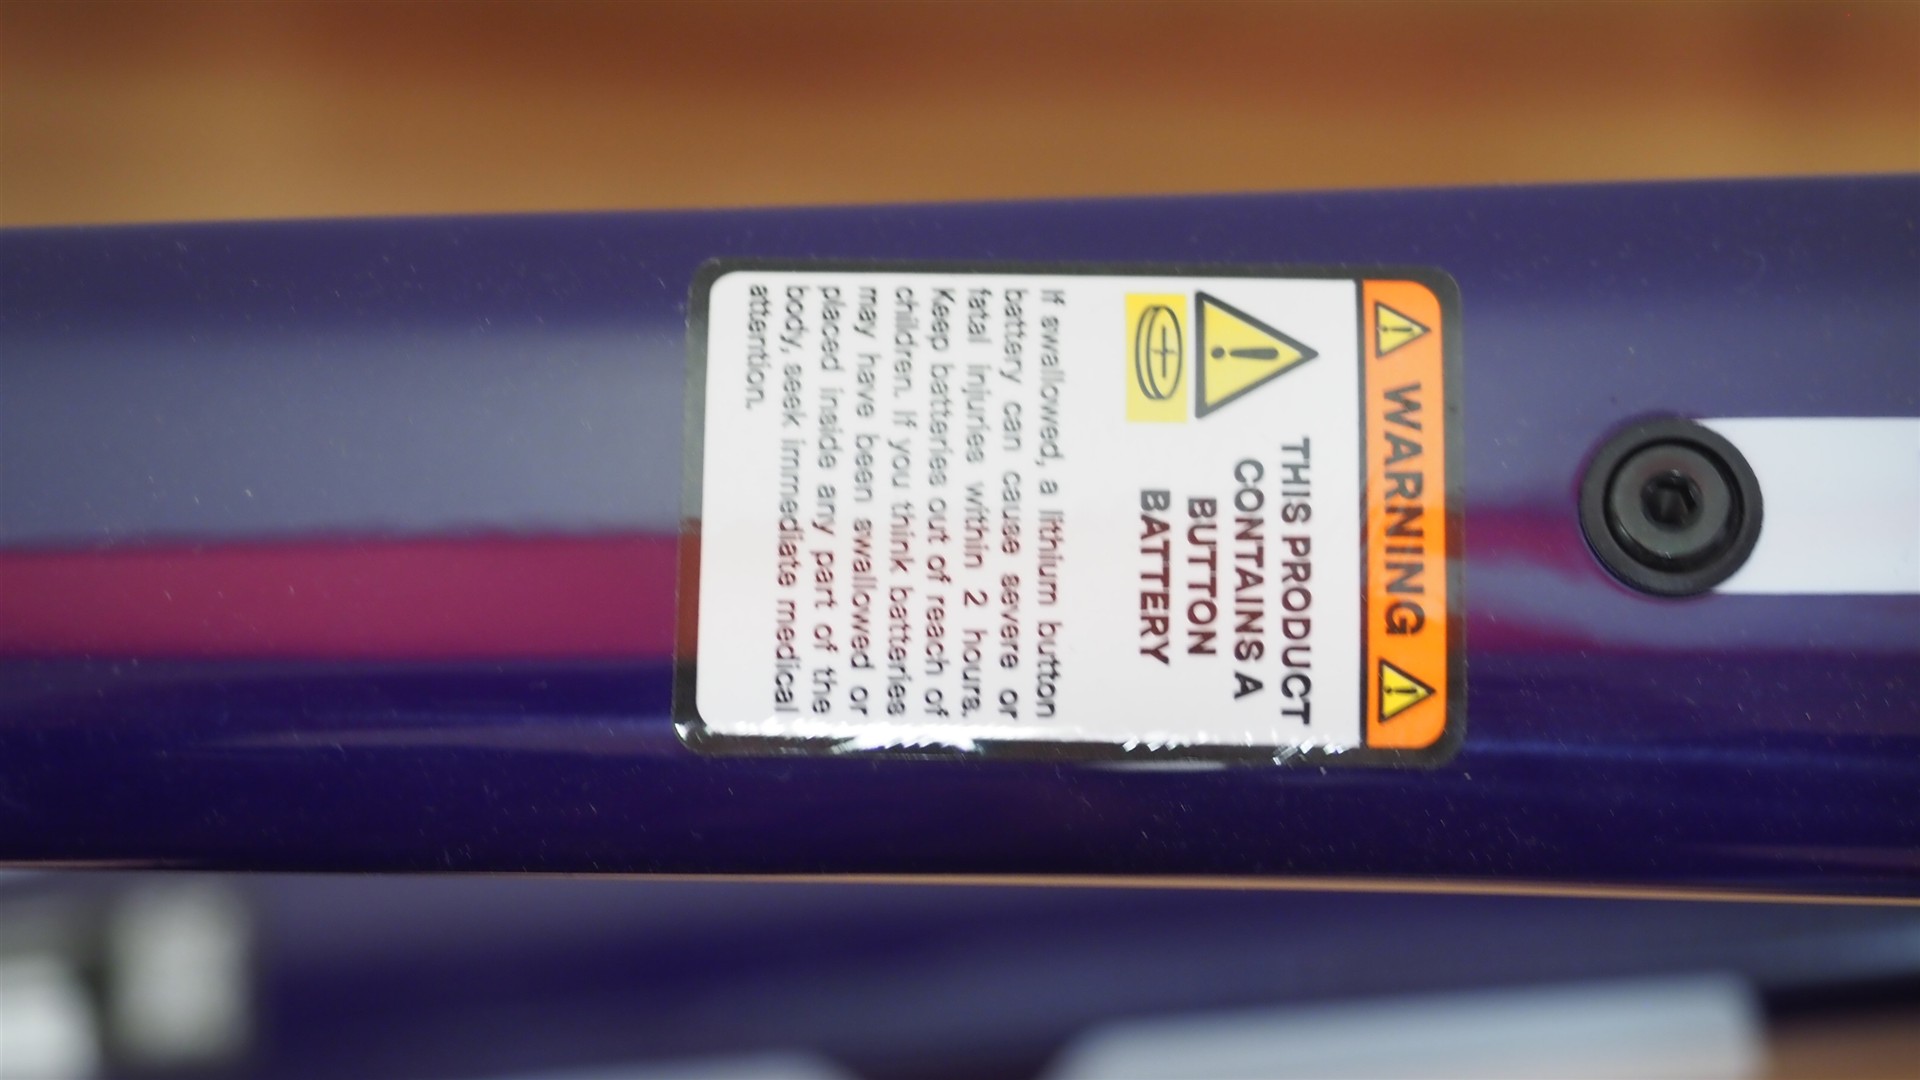 WARNING
THIS PRODUCT
CONTAINS A
BUTTON
BATTERY
If swallowed, a lithium button
battery can cause severe or
fatal injuries within 2 hours.
Keep batteries out of reach of
children. If you think batteries
may have been swallowed or
placed inside any part of the
body, seek immediate medical
attention.